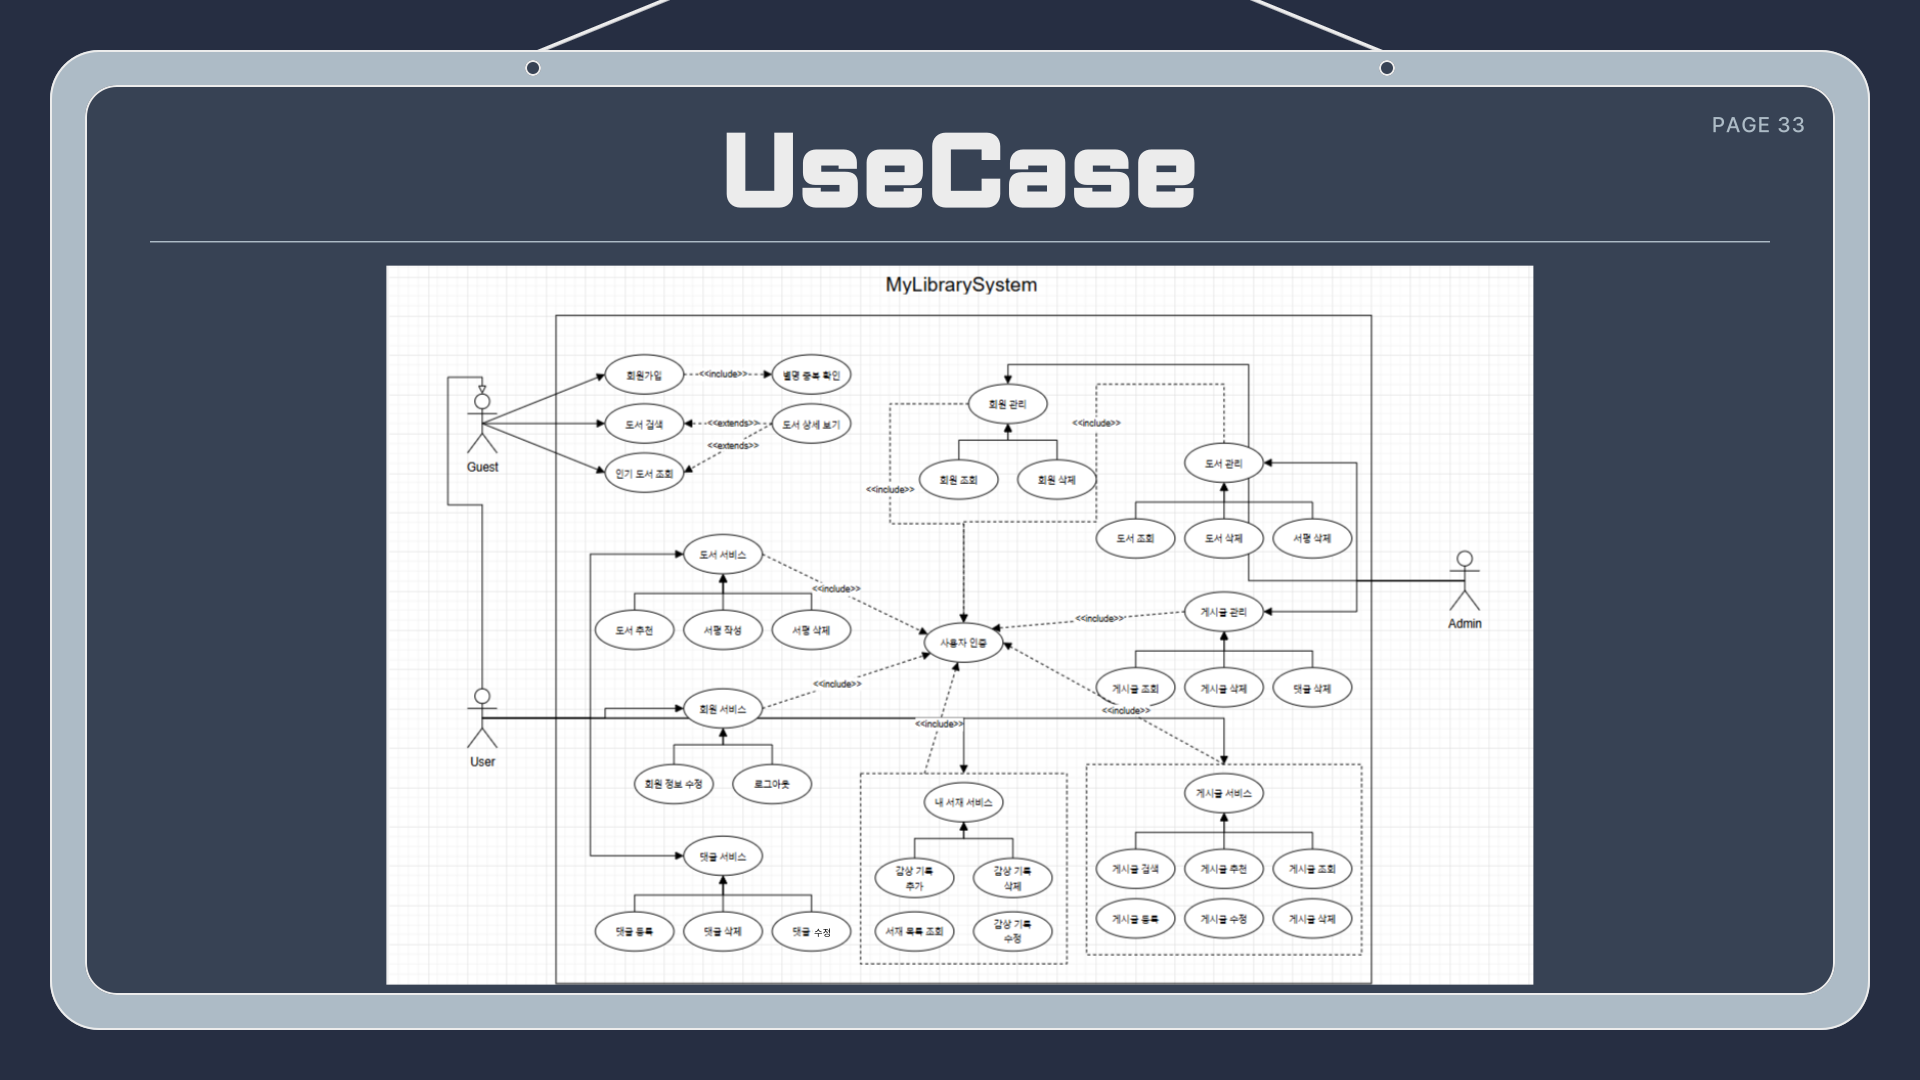 PAGE 33
UseCase
MyLibrarySystem
회원가입
<<include>>
별명 중복 확인
도서 검색
<<extends>>
도서 상세 보기
<<extends>>
인기 도서 조회
Guest
회원 관리
<<include>>
회원 조회
회원 삭제
<<include>>
도서 관리
도서 조회
도서 삭제
서평 삭제
도서 서비스
<<include>>
도서 추천
서평 작성
서평 삭제
사용자 인증
<<include>>
게시글 관리
Admin
게시글 조회
게시글 삭제
댓글 삭제
<<include>>
회원 서비스
<<include>>
<<include>>
User
회원 정보 수정
로그아웃
내 서재 서비스
게시글 서비스
댓글 서비스
감상 기록
추가
감상 기록
삭제
게시글 검색
게시글 추천
게시글 조회
댓글 등록
댓글 삭제
댓글 수정
서재 목록 조회
감상 기록
수정
게시글 등록
게시글 수정
게시글 삭제